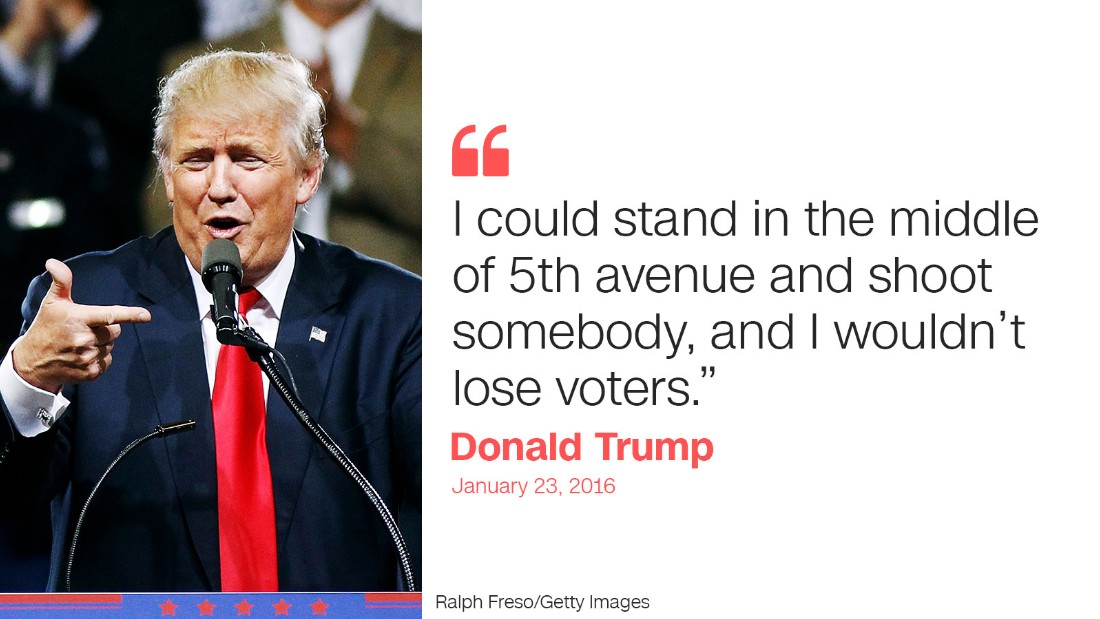 “
I could stand in the middle
of 5th avenue and shoot
somebody, and I wouldn’t
lose voters.”
Donald Trump
January 23, 2016
Ralph Freso/Getty Images